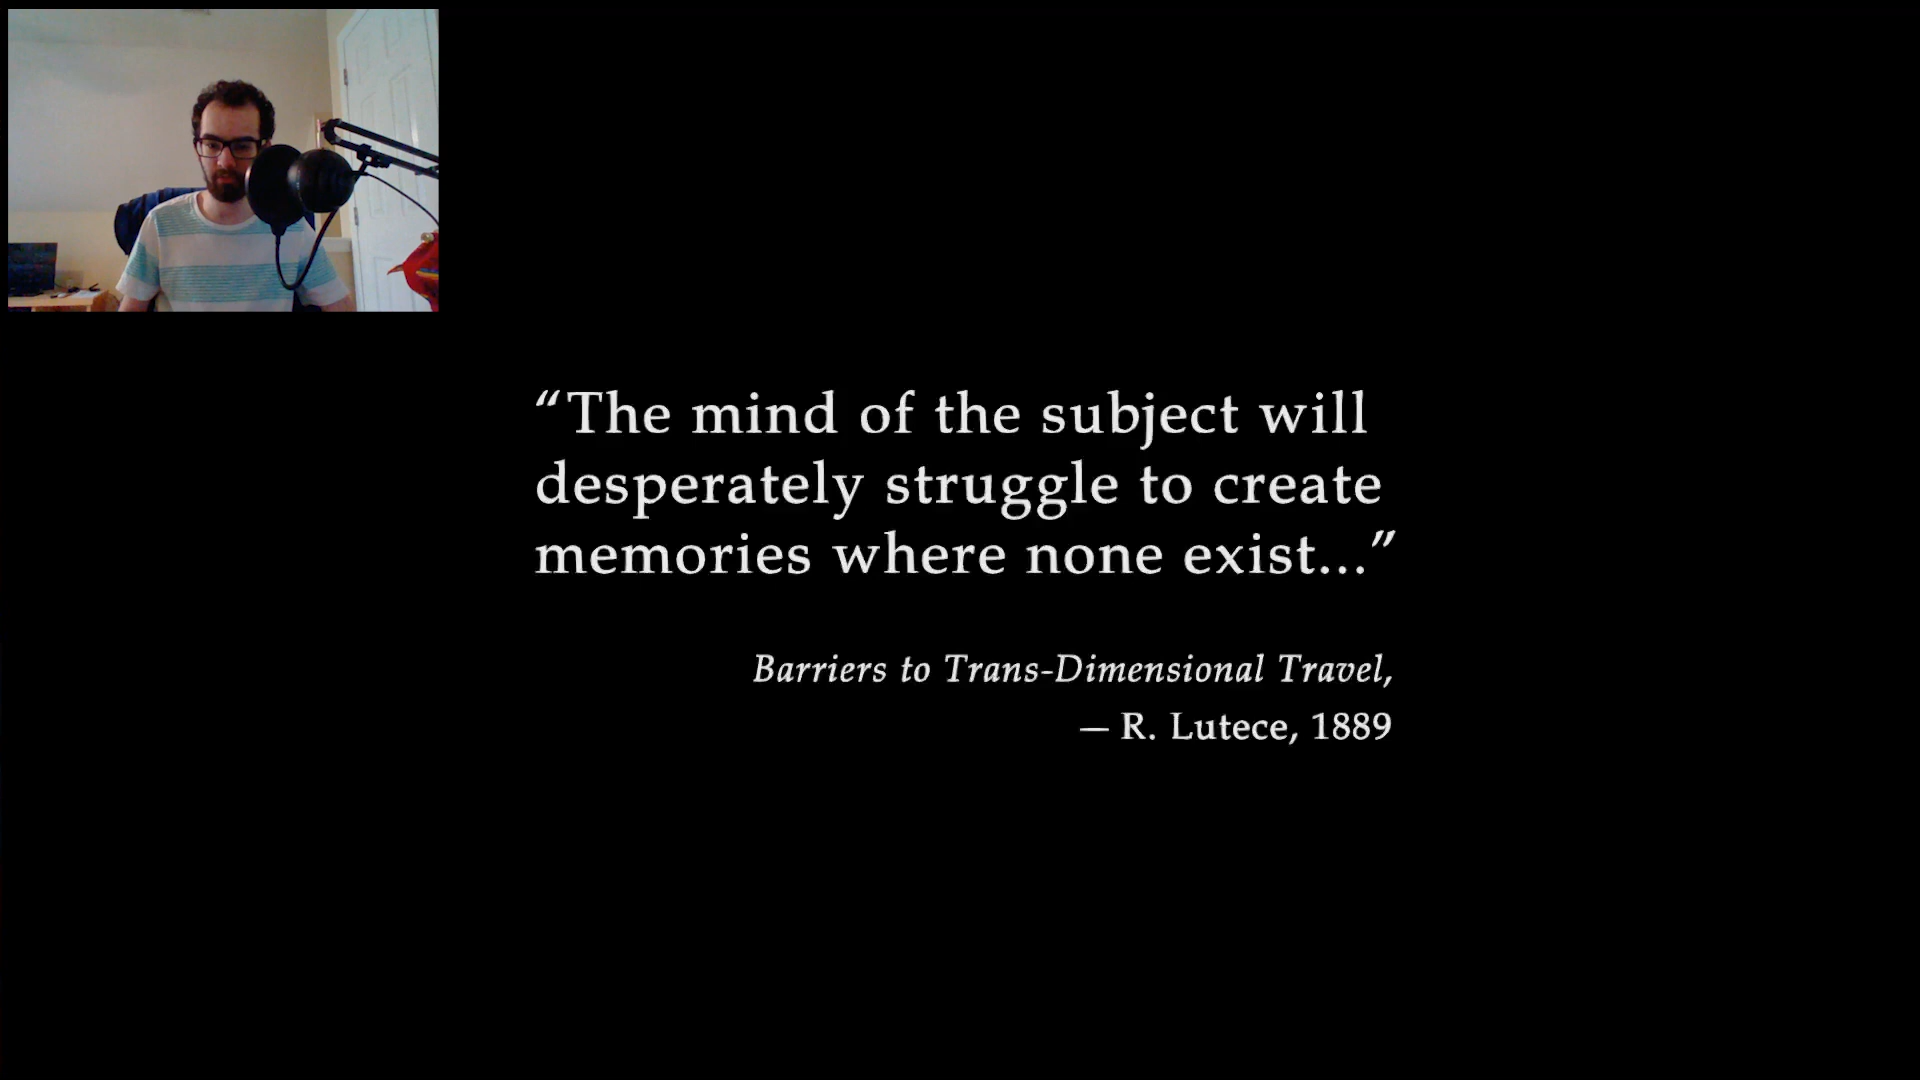 “The mind of the subject will
desperately struggle to create
memories where none exist...”
Barriers to Trans-Dimensional Travel,
— R. Lutece, 1889